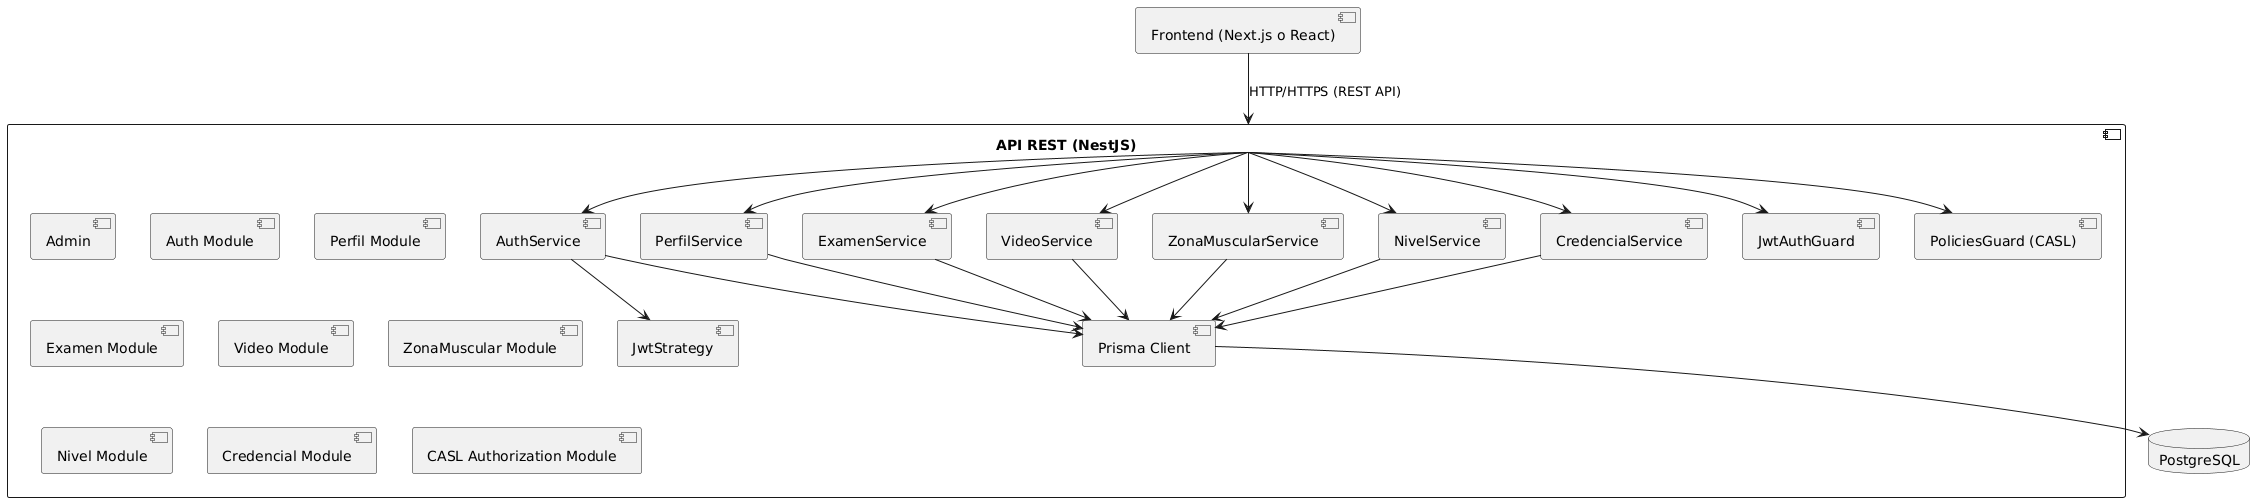 Frontend (Next.js o React)
HTTP/HTTPS (REST API)
API REST (NestJS)
Admin
Auth Module
Perfil Module
AuthService
PerfilService
ExamenService
VideoService
ZonaMuscularService
NivelService
CredencialService
JwtAuthGuard
PoliciesGuard (CASL)
Examen Module
Video Module
ZonaMuscular Module
JwtStrategy
Prisma Client
Nivel Module
Credencial Module
CASL Authorization Module
PostgreSQL